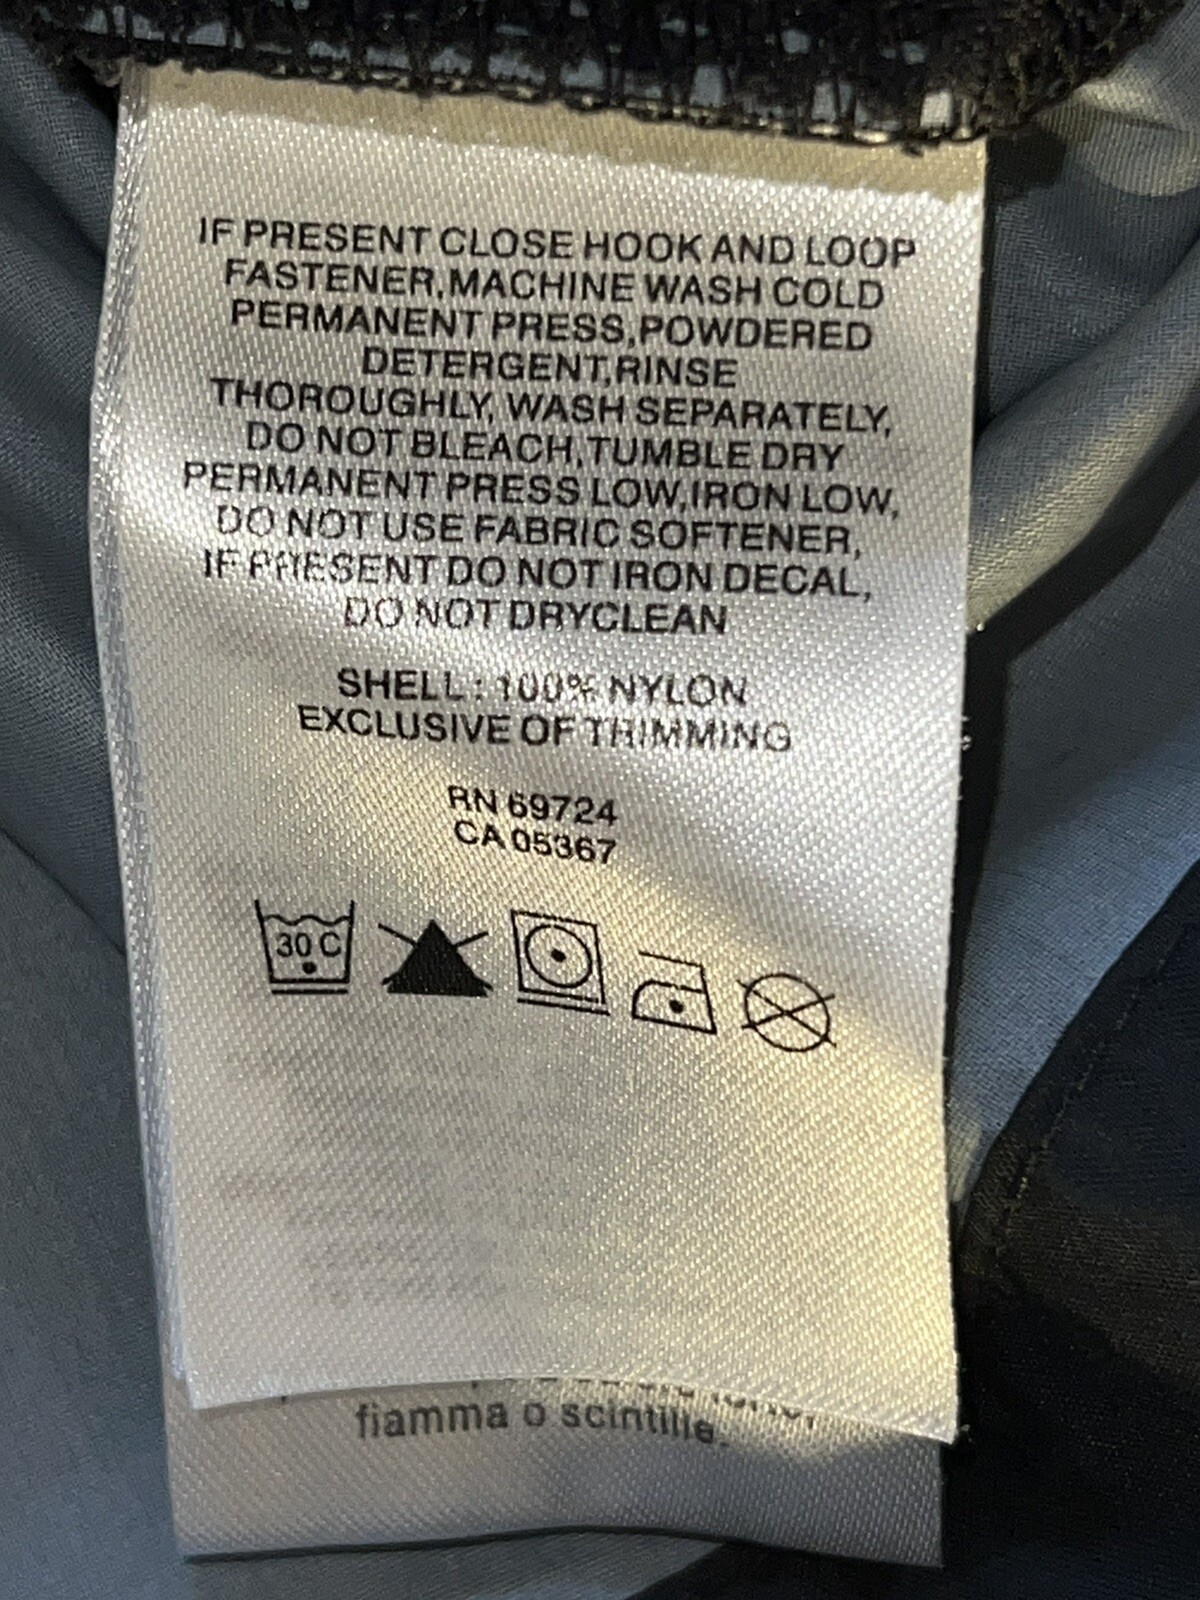 IF PRESENT CLOSE HOOK AND LOOP
FASTENER,MACHINE WASH COLD
PERMANENT PRESS,POWDERED
DETERGENT,RINSE
THOROUGHLY, WASH SEPARATELY,
DO NOT BLEACH,TUMBLE DRY
PERMANENT PRESS LOW,IRON LOW,
DO NOT USE FABRIC SOFTENER,
IF PRESENT DO NOT IRON DECAL,
DO NOT DRYCLEAN
SHELL : 100% NYLON
EXCLUSIVE OF TRIMMING
RN 69724
CA 05367
30 C
fiamma o scintille.